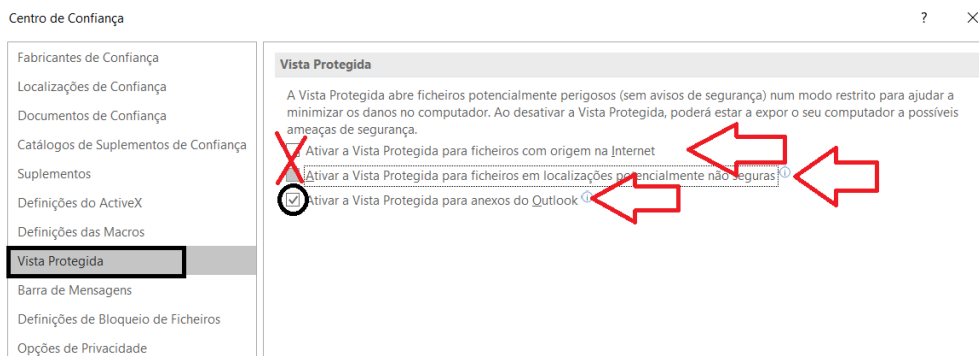 Centro de Confiança
?
Fabricantes de Confiança
Localizações de Confiança
Documentos de Confiança
Catálogos de Suplementos de Confiança
Suplementos
Definições do ActiveX
Definições das Macros
Vista Protegida
Barra de Mensagens
Definições de Bloqueio de Ficheiros
Opções de Privacidade
Vista Protegida
A Vista Protegida abre ficheiros potencialmente perigosos (sem avisos de segurança) num modo restrito para ajudar a
minimizar os danos no computador. Ao desativar a Vista Protegida, poderá estar a expor o seu computador a possíveis
ameaças de segurança.
Ativar a Vista Protegida para ficheiros com origem na Internet
Ativar a Vista Protegida para ficheiros em localizações potencialmente não seguras
Ativar a Vista Protegida para anexos do Outlook